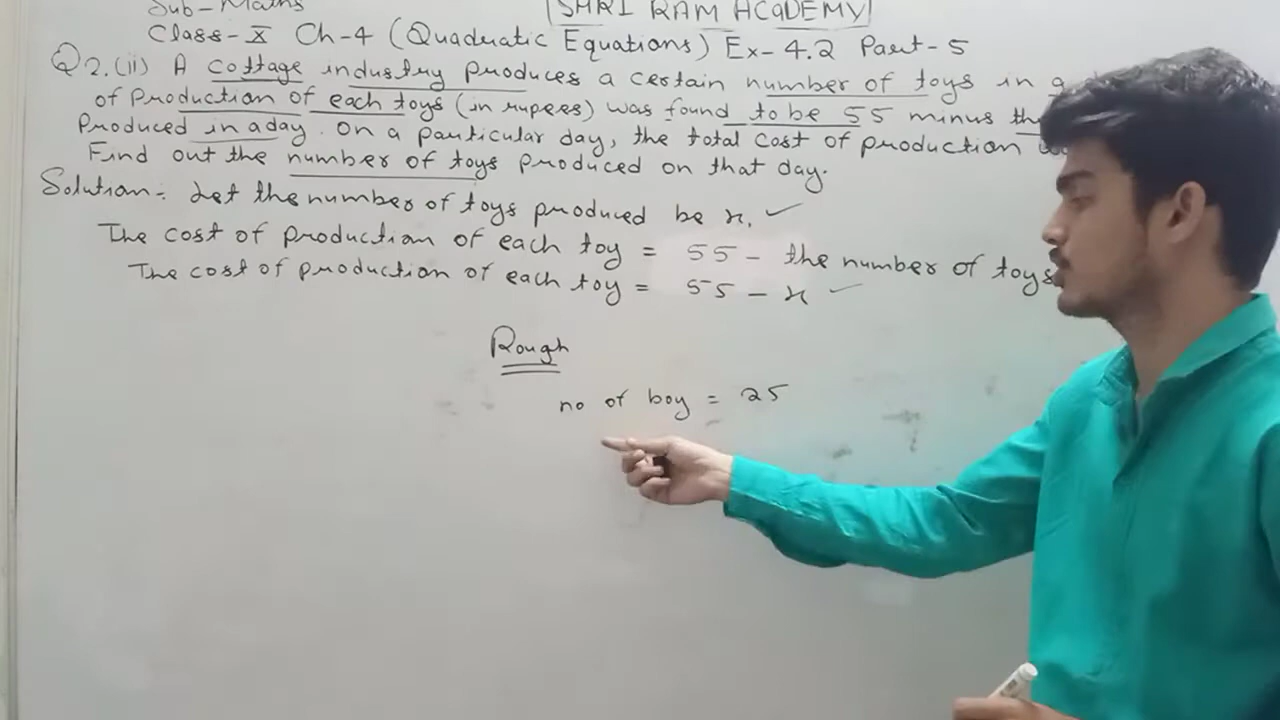 Sub-Maths
SHRI RAM ACADEMY
Class-X Ch-4 (Quadratic Equations) Ex-4.2 Part-5
Q2.(ii) A cottage industry produces a certain number of toys in a
of production of each toys (in rupees) was found to be 55 minus the
produced in a day. On a particular day, the total cost of production
Find out the number of toys produced on that day.
Solution:- Let the number of toys produced be x. ✓
The cost of production of each toy = 55 - the number of toys
The cost of production of each toy = 55 - x ✓
Rough
no of boy = 25